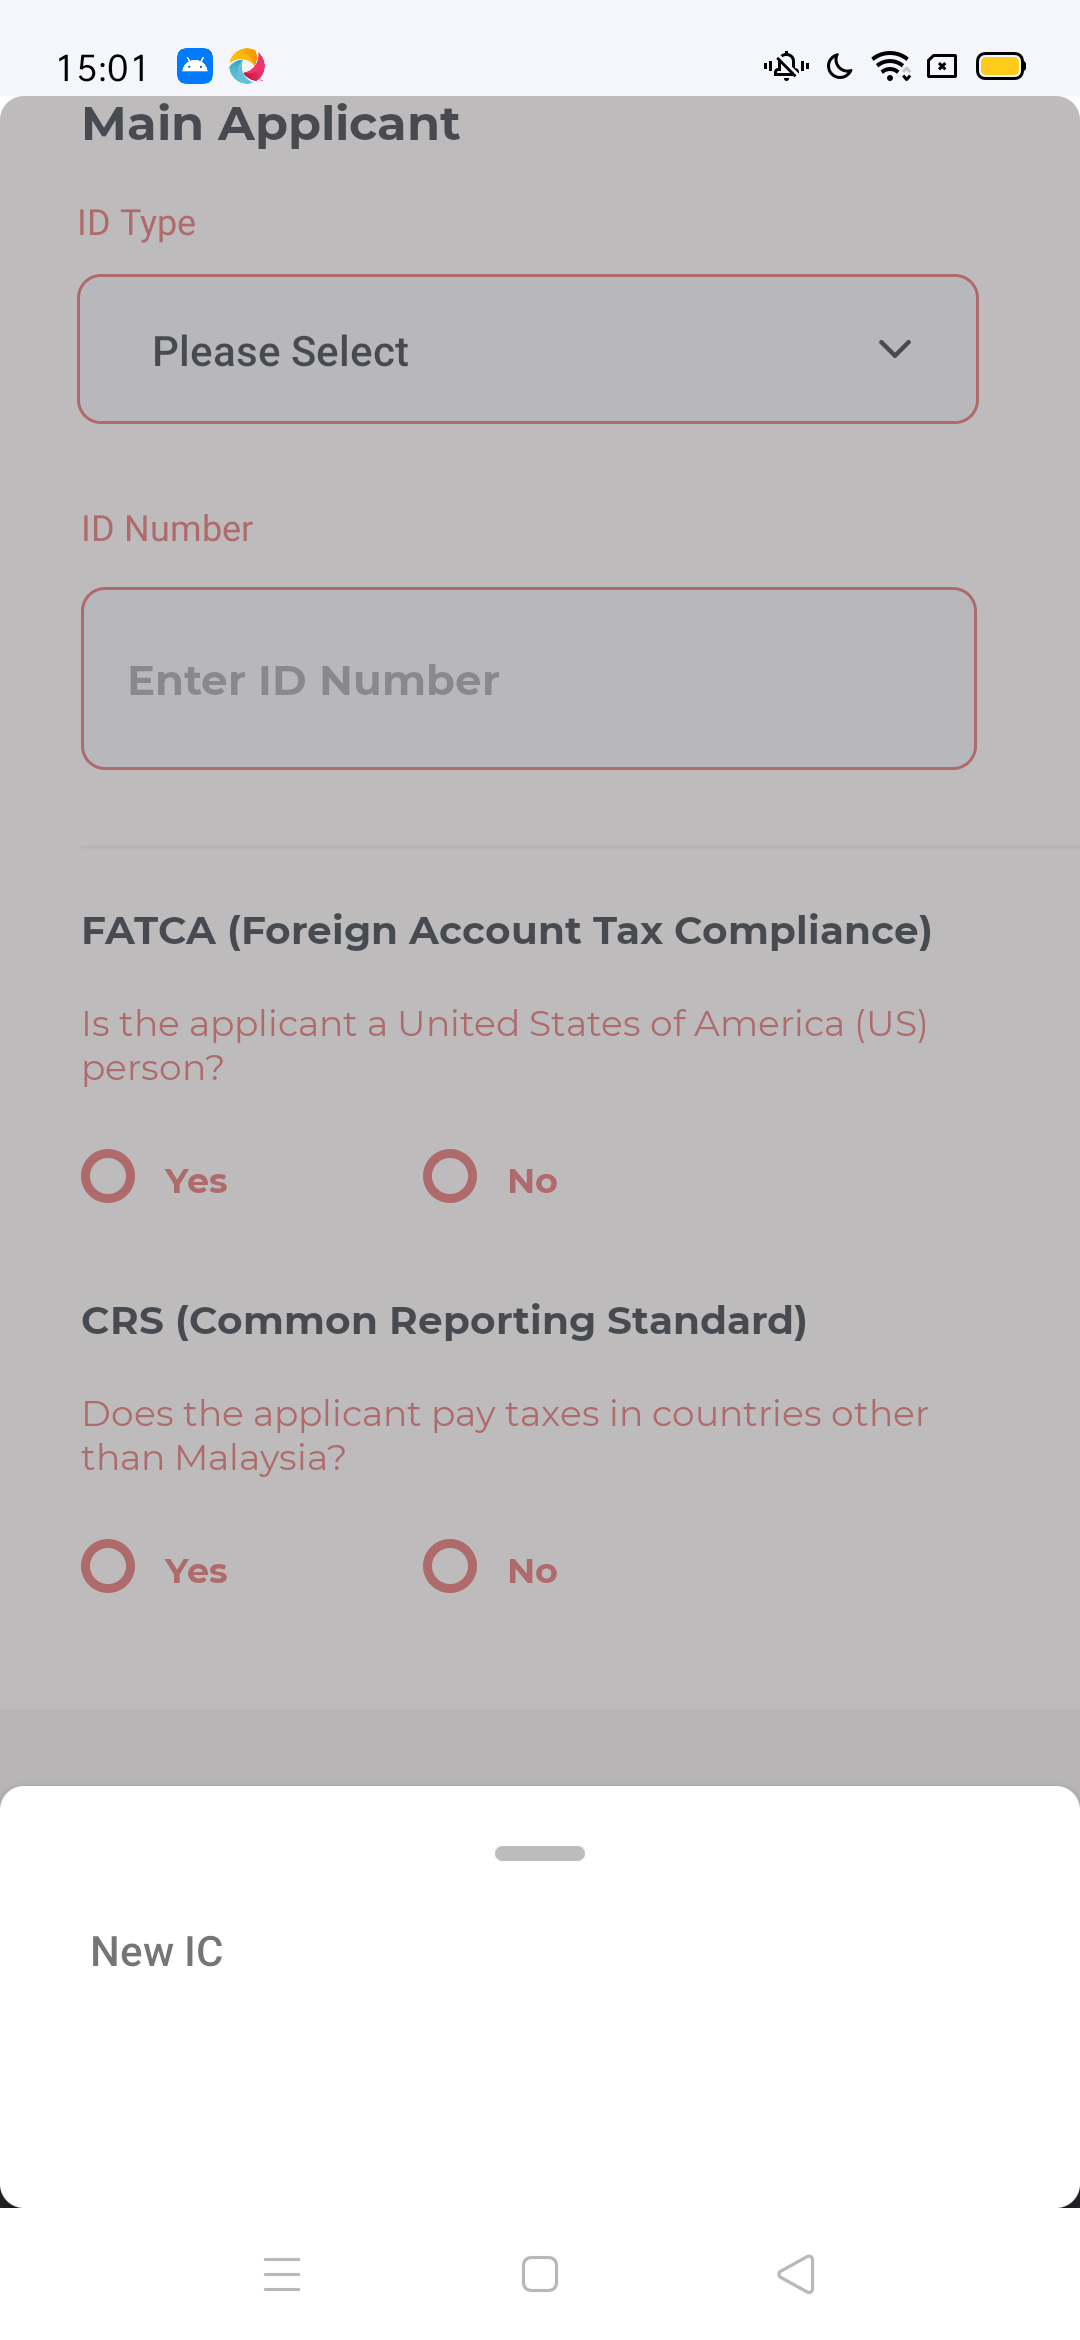 15:01
Main Applicant
ID Type
Please Select
ID Number
Enter ID Number
FATCA (Foreign Account Tax Compliance)
Is the applicant a United States of America (US)
person?
Yes No
CRS (Common Reporting Standard)
Does the applicant pay taxes in countries other
than Malaysia?
Yes No
New IC